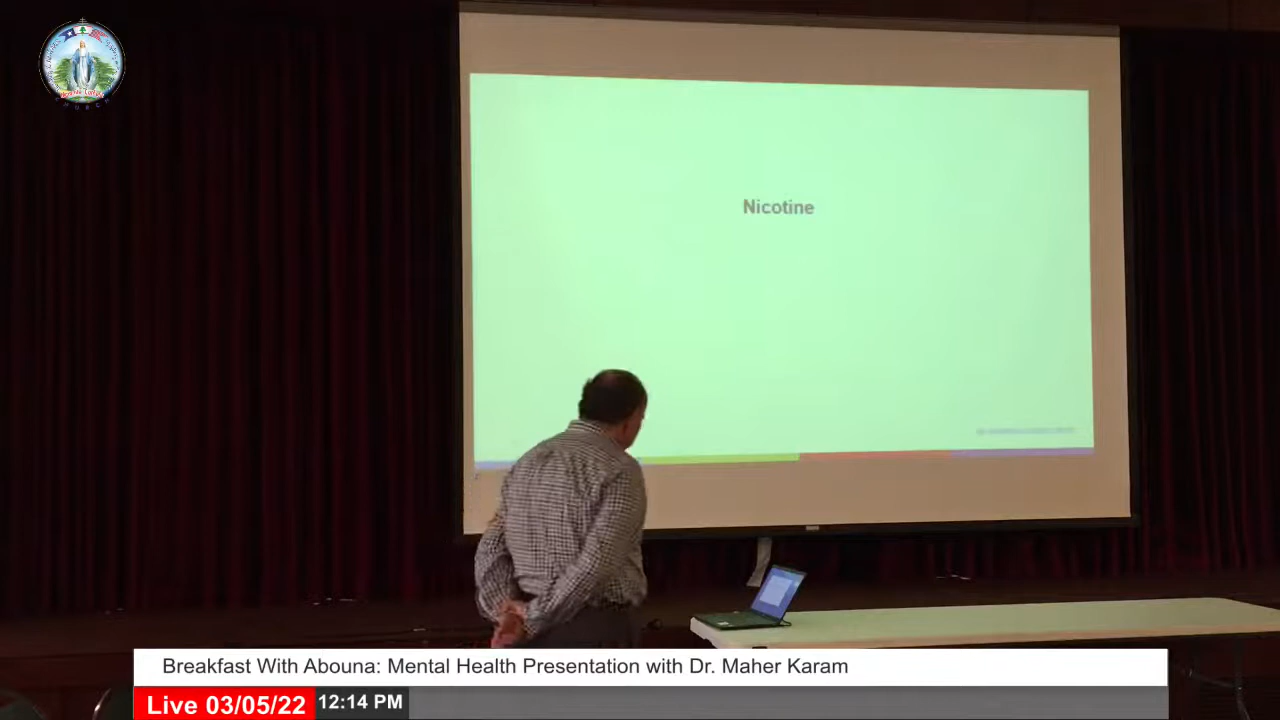 Nicotine
Breakfast With Abouna: Mental Health Presentation with Dr. Maher Karam
Live 03/05/22 12:14 PM